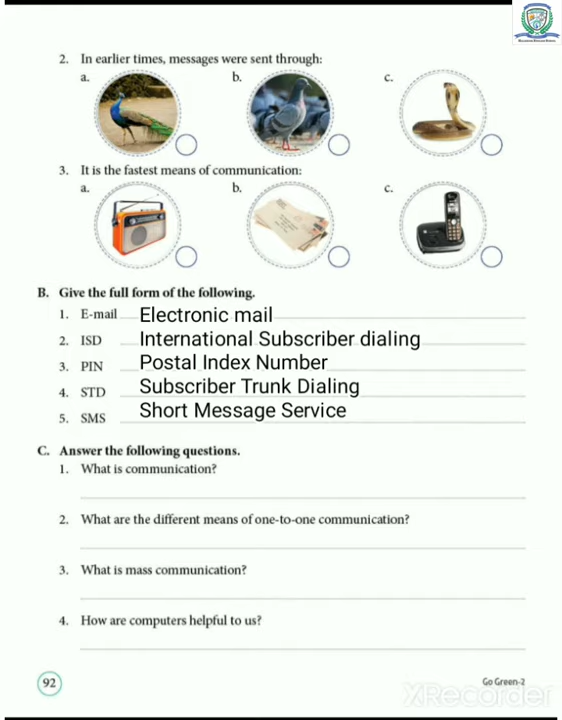 2. In earlier times, messages were sent through:
a. b. c.
3. It is the fastest means of communication:
a. b. c.
B. Give the full form of the following.
1. E-mail Electronic mail
2. ISD International Subscriber dialing
3. PIN Postal Index Number
4. STD Subscriber Trunk Dialing
5. SMS Short Message Service
C. Answer the following questions.
1. What is communication?
2. What are the different means of one-to-one communication?
3. What is mass communication?
4. How are computers helpful to us?
92 Go Green-2
XRecorder